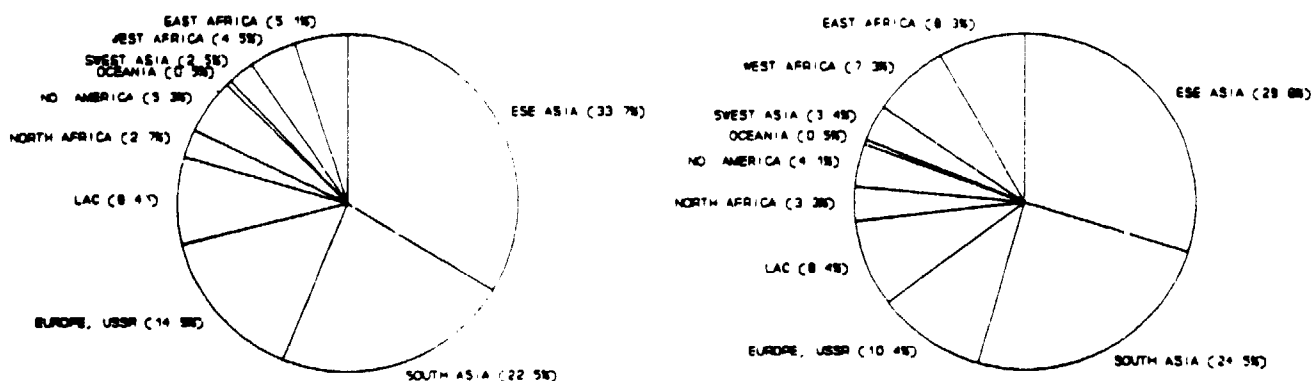 EAST AFRICA (5 1%)
WEST AFRICA (4 5%)
SWEST ASIA (2 5%)
OCEANIA (0 5%)
NO AMERICA (5 3%)
NORTH AFRICA (2 7%)
LAC (8 4%)
EUROPE, USSR (14 9%)
SOUTH ASIA (22 5%)
ESE ASIA (33 7%)
EAST AFRICA (8 3%)
WEST AFRICA (7 3%)
SWEST ASIA (3 4%)
OCEANIA (0 5%)
NO AMERICA (4 1%)
NORTH AFRICA (3 3%)
LAC (8 4%)
EUROPE, USSR (10 4%)
SOUTH ASIA (24 5%)
ESE ASIA (29 8%)